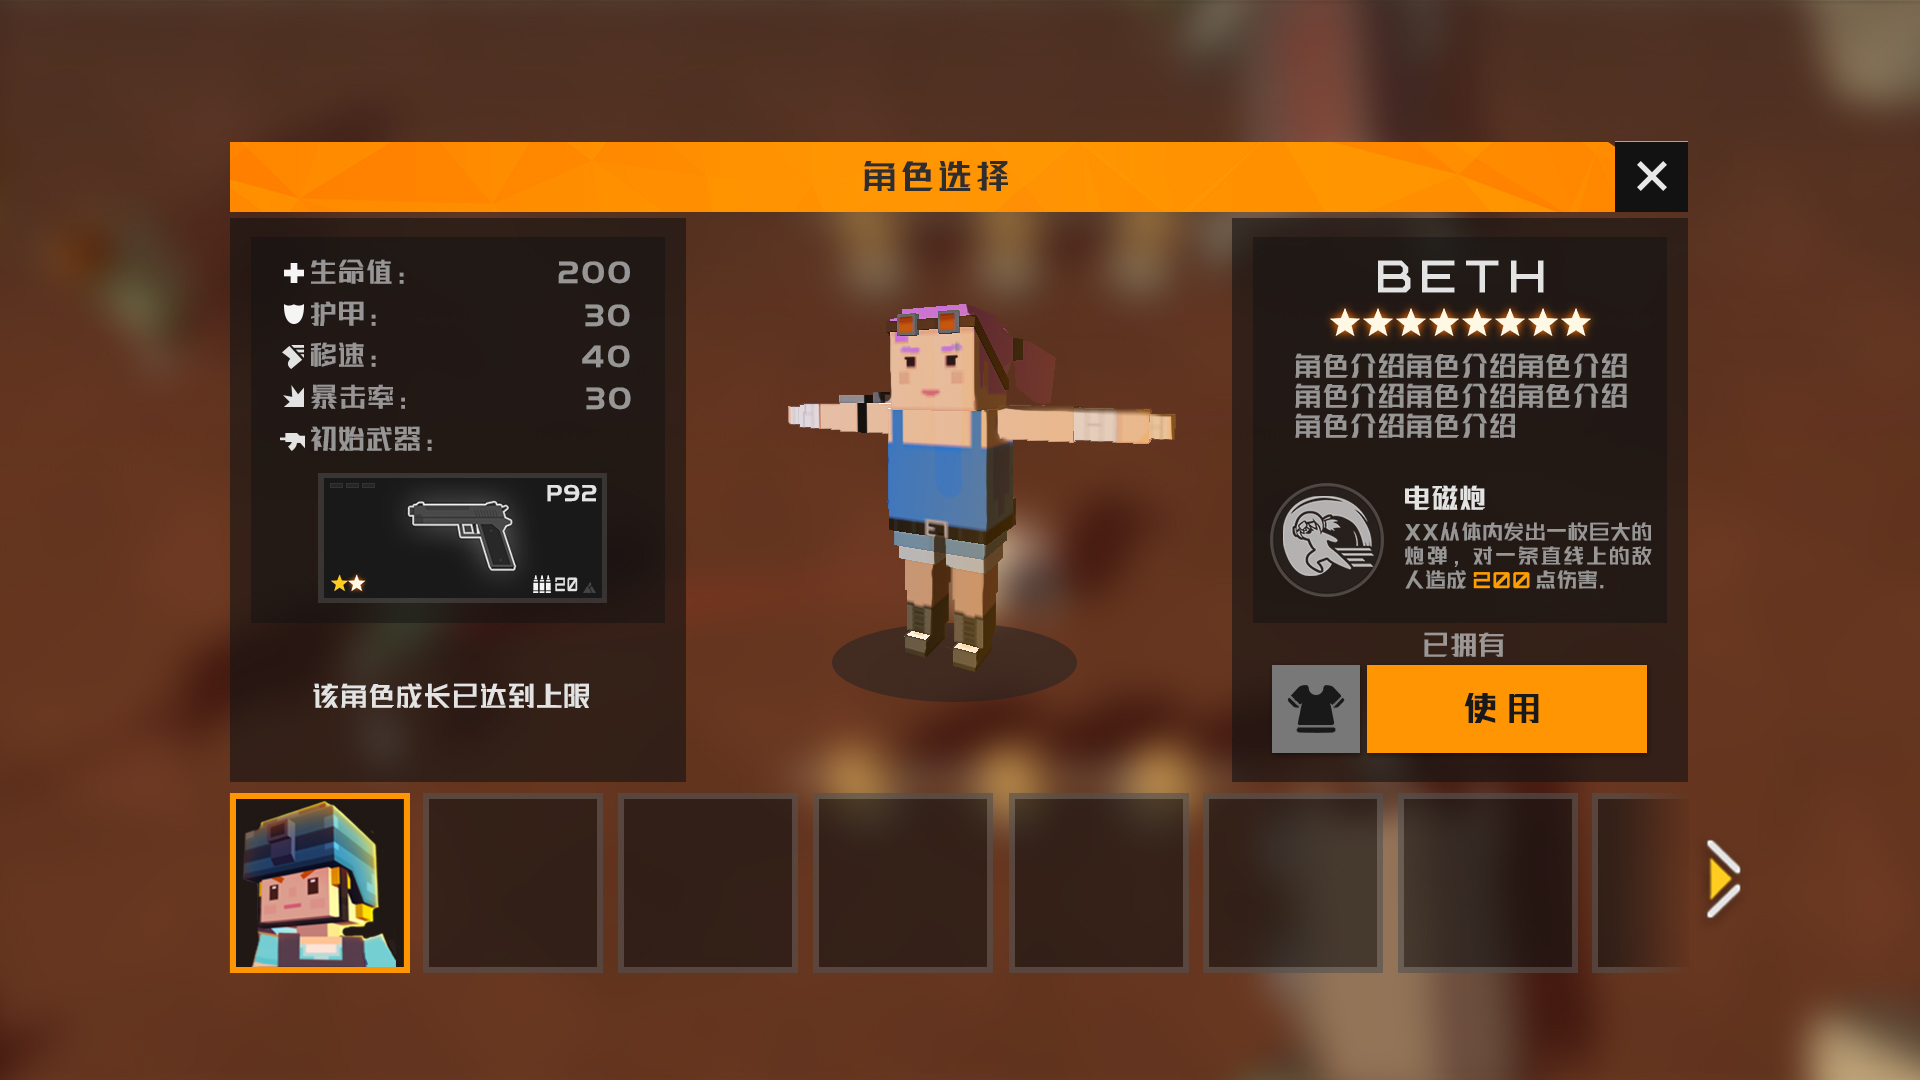 角色选择
生命值: 200
护甲: 30
移速: 40
暴击率: 30
初始武器:
P92
20
该角色成长已达到上限
BETH
角色介绍角色介绍角色介绍
角色介绍角色介绍角色介绍
角色介绍角色介绍
电磁炮
XX从体内发出一枚巨大的
炮弹，对一条直线上的敌
人造成 200 点伤害.
已拥有
使用